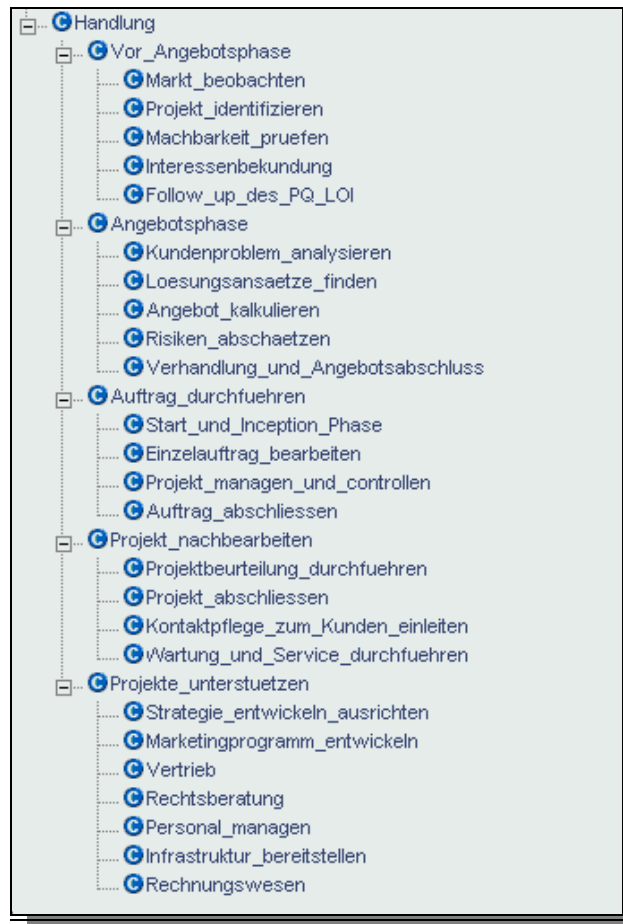 Handlung
Vor_Angebotsphase
Markt_beobachten
Projekt_identifizieren
Machbarkeit_pruefen
Interessenbekundung
Follow_up_des_PQ_LOI
Angebotsphase
Kundenproblem_analysieren
Loesungsansaetze_finden
Angebot_kalkulieren
Risiken_abschaetzen
Verhandlung_und_Angebotsabschluss
Auftrag_durchfuehren
Start_und_Inception_Phase
Einzelauftrag_bearbeiten
Projekt_managen_und_controllen
Auftrag_abschliessen
Projekt_nachbearbeiten
Projektbeurteilung_durchfuehren
Projekt_abschliessen
Kontaktpflege_zum_Kunden_einleiten
Wartung_und_Service_durchfuehren
Projekte_unterstuetzen
Strategie_entwickeln_ausrichten
Marketingprogramm_entwickeln
Vertrieb
Rechtsberatung
Personal_managen
Infrastruktur_bereitstellen
Rechnungswesen